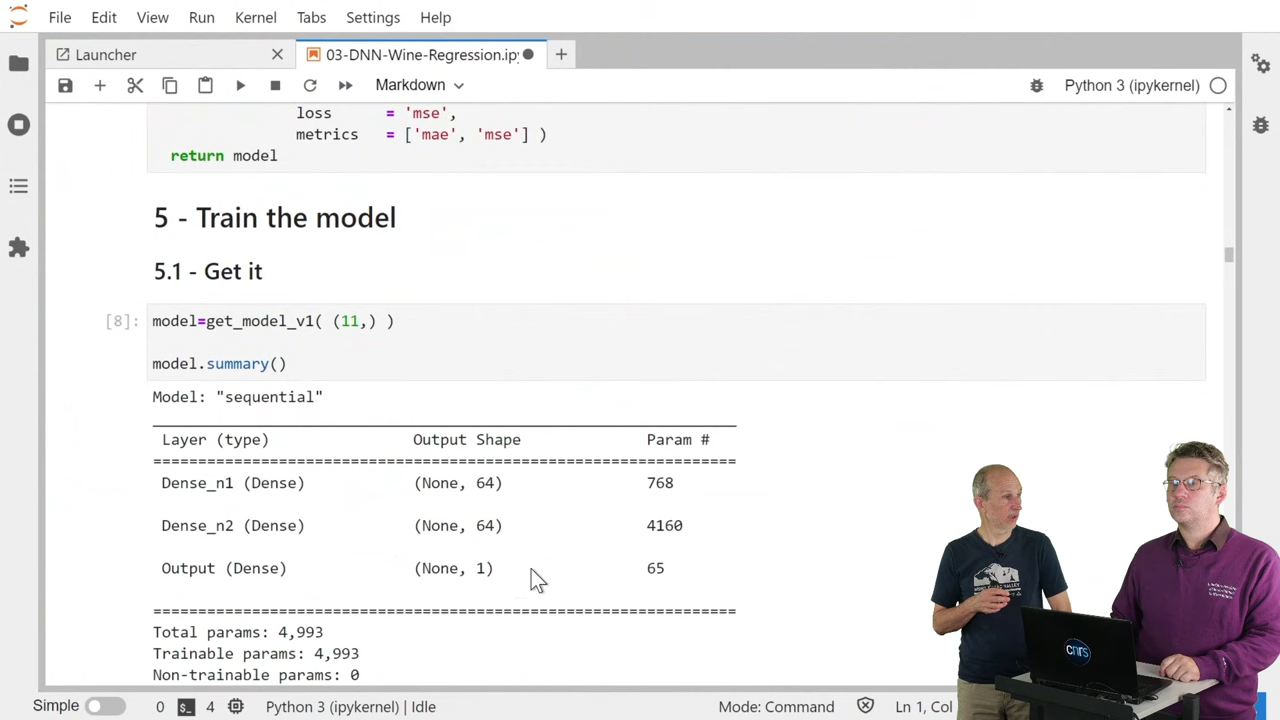 File Edit View Run Kernel Tabs Settings Help
Launcher 03-DNN-Wine-Regression.ipy
Markdown Python 3 (ipykernel)
loss = 'mse',
metrics = ['mae', 'mse'] )
return model
5 - Train the model
5.1 - Get it
[8]: model=get_model_v1( (11,) )
model.summary()
Model: "sequential"
Layer (type) Output Shape Param #
Dense_n1 (Dense) (None, 64) 768
Dense_n2 (Dense) (None, 64) 4160
Output (Dense) (None, 1) 65
Total params: 4,993
Trainable params: 4,993
Non-trainable params: 0
cnrs
Simple 0 4 Python 3 (ipykernel) | Idle Mode: Command Ln 1, Col